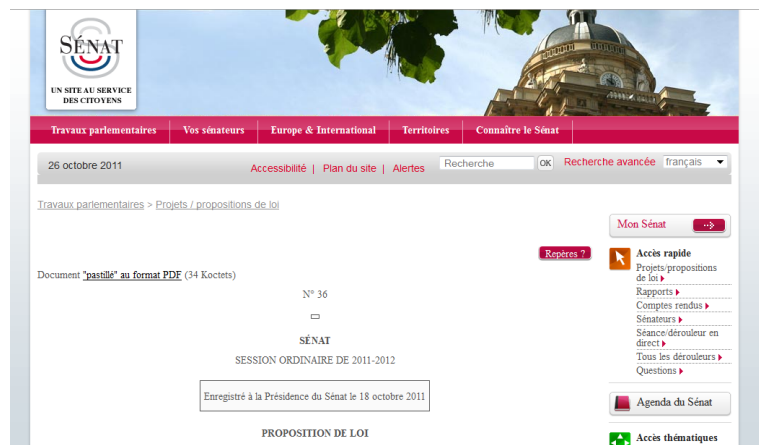 SÉNAT
UN SITE AU SERVICE
DES CITOYENS
Travaux parlementaires Vos sénateurs Europe & International Territoires Connaître le Sénat
26 octobre 2011 Accessibilité | Plan du site | Alertes Recherche OK Recherche avancée français
Travaux parlementaires > Projets / propositions de loi
Mon Sénat
Repères ?
Document "pastillé" au format PDF (34 Koctets)
N° 36
SÉNAT
SESSION ORDINAIRE DE 2011-2012
Enregistré à la Présidence du Sénat le 18 octobre 2011
PROPOSITION DE LOI
Accès rapide
Projets/propositions
de loi
Rapports
Comptes rendus
Sénateurs
Séance/dérouleur en
direct
Tous les dérouleurs
Questions
Agenda du Sénat
Accès thématiques